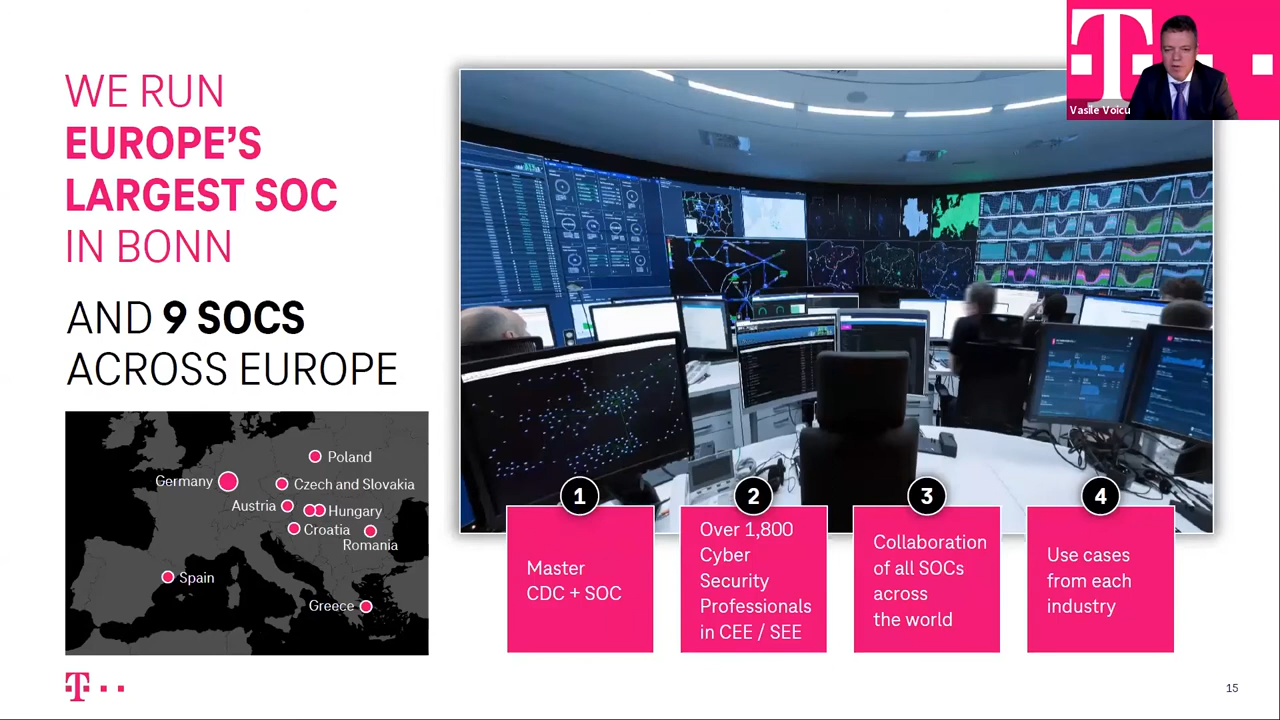 WE RUN
EUROPE'S
LARGEST SOC
IN BONN
AND 9 SOCS
ACROSS EUROPE
Poland
Germany
Czech and Slovakia
Austria
Hungary
Croatia
Romania
Spain
Greece
T
1
Master
CDC + SOC
2
Over 1,800
Cyber
Security
Professionals
in CEE / SEE
3
Collaboration
of all SOCs
across
the world
4
Use cases
from each
industry
T
Vasile Voicu
15